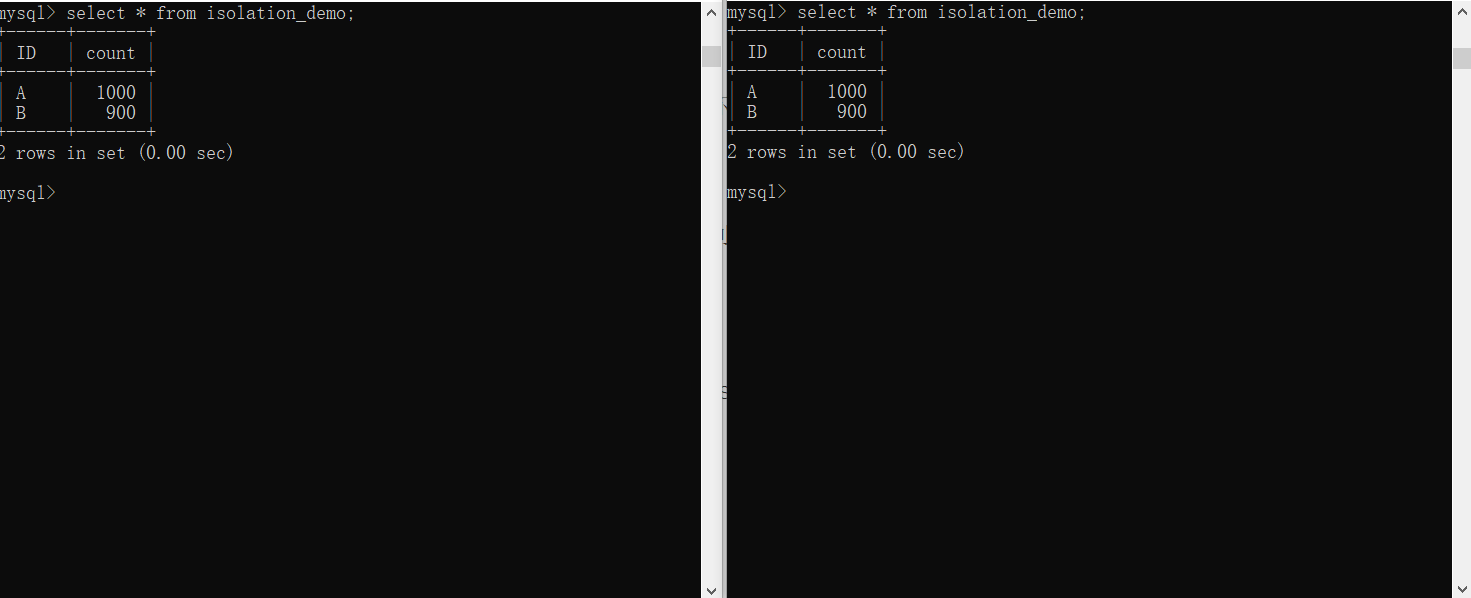 mysql> select * from isolation_demo;
+------+-------+
| ID   | count |
+------+-------+
| A    |  1000 |
| B    |   900 |
+------+-------+
2 rows in set (0.00 sec)
mysql>
mysql> select * from isolation_demo;
+------+-------+
| ID   | count |
+------+-------+
| A    |  1000 |
| B    |   900 |
+------+-------+
2 rows in set (0.00 sec)
mysql>